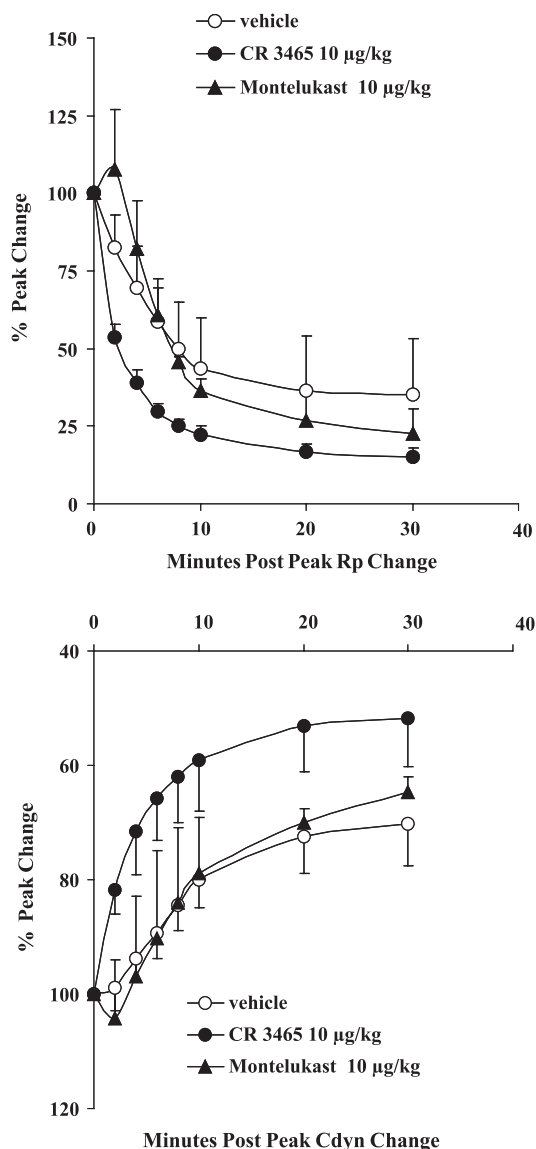 vehicle
CR 3465 10 µg/kg
Montelukast 10 µg/kg
150
125
100
75
50
25
0
% Peak Change
0 10 20 30 40
Minutes Post Peak Rp Change
0 10 20 30 40
40
60
80
100
120
% Peak Change
vehicle
CR 3465 10 µg/kg
Montelukast 10 µg/kg
Minutes Post Peak Cdyn Change